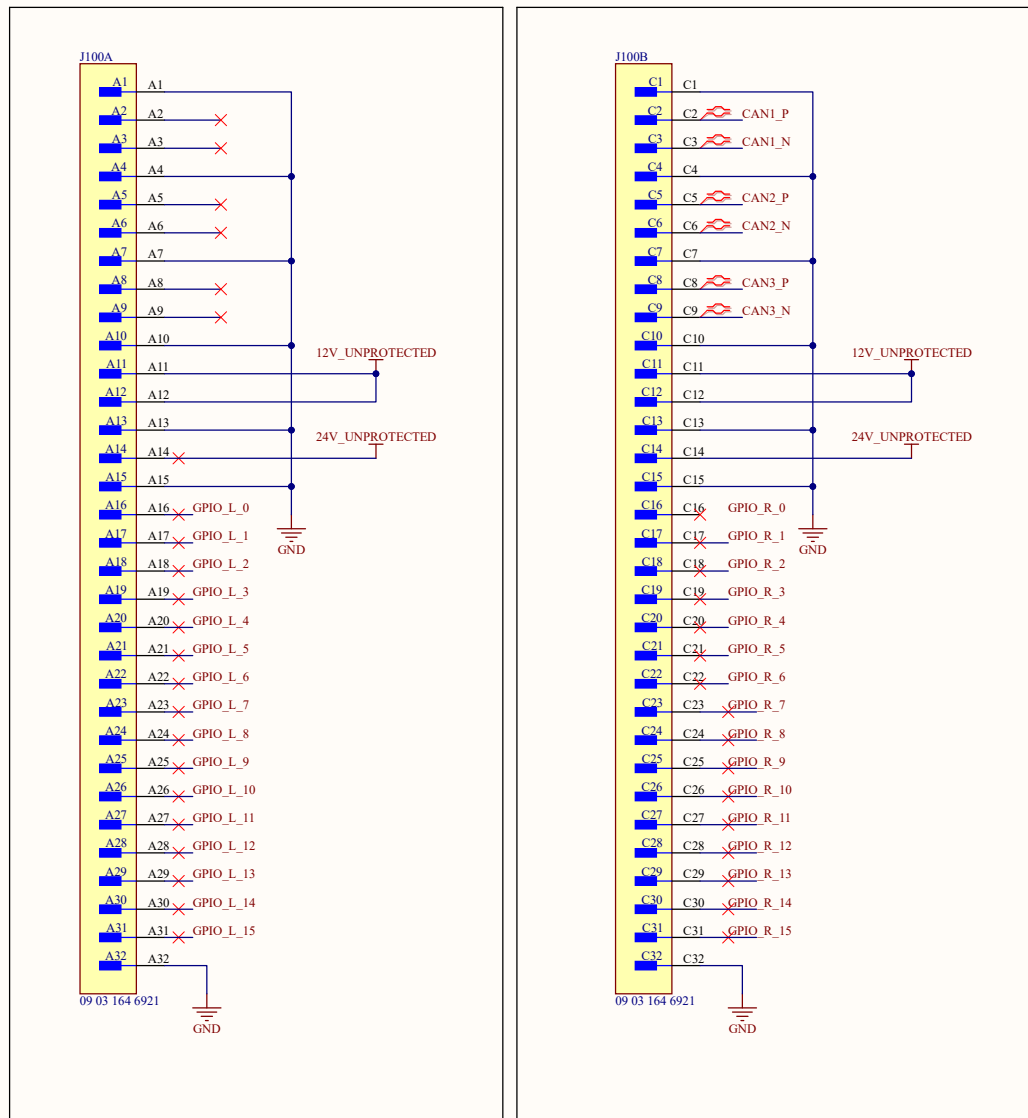 J100A
A1 A1
A2 A2
A3 A3
A4 A4
A5 A5
A6 A6
A7 A7
A8 A8
A9 A9
A10 A10
12V_UNPROTECTED
A11 A11
A12 A12
A13 A13
24V_UNPROTECTED
A14 A14
A15 A15
A16 A16 GPIO_L_0
A17 A17 GPIO_L_1
GND
A18 A18 GPIO_L_2
A19 A19 GPIO_L_3
A20 A20 GPIO_L_4
A21 A21 GPIO_L_5
A22 A22 GPIO_L_6
A23 A23 GPIO_L_7
A24 A24 GPIO_L_8
A25 A25 GPIO_L_9
A26 A26 GPIO_L_10
A27 A27 GPIO_L_11
A28 A28 GPIO_L_12
A29 A29 GPIO_L_13
A30 A30 GPIO_L_14
A31 A31 GPIO_L_15
A32 A32
09 03 164 6921
GND
J100B
C1 C1
C2 C2 CAN1_P
C3 C3 CAN1_N
C4 C4
C5 C5 CAN2_P
C6 C6 CAN2_N
C7 C7
C8 C8 CAN3_P
C9 C9 CAN3_N
C10 C10
12V_UNPROTECTED
C11 C11
C12 C12
C13 C13
24V_UNPROTECTED
C14 C14
C15 C15
C16 C16 GPIO_R_0
C17 C17 GPIO_R_1
GND
C18 C18 GPIO_R_2
C19 C19 GPIO_R_3
C20 C20 GPIO_R_4
C21 C21 GPIO_R_5
C22 C22 GPIO_R_6
C23 C23 GPIO_R_7
C24 C24 GPIO_R_8
C25 C25 GPIO_R_9
C26 C26 GPIO_R_10
C27 C27 GPIO_R_11
C28 C28 GPIO_R_12
C29 C29 GPIO_R_13
C30 C30 GPIO_R_14
C31 C31 GPIO_R_15
C32 C32
09 03 164 6921
GND